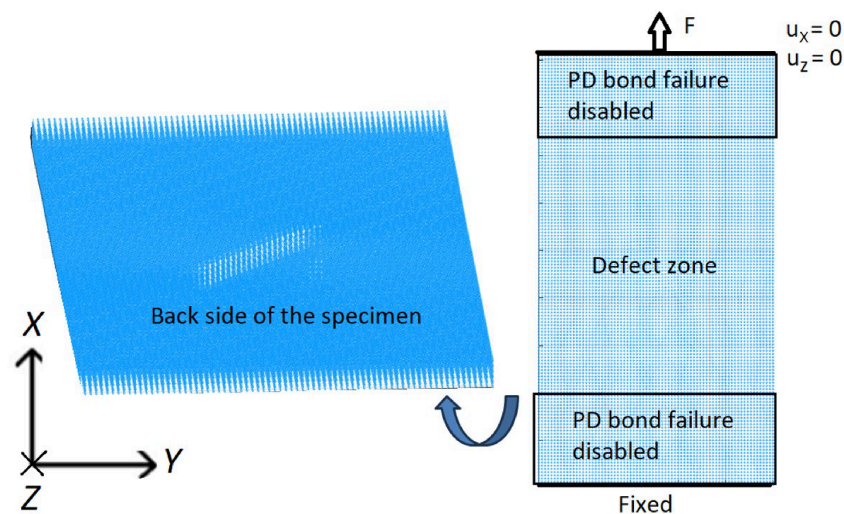 F
uₓ = 0
u_z = 0
PD bond failure
disabled
Defect zone
Back side of the specimen
X
Y
Z
PD bond failure
disabled
Fixed